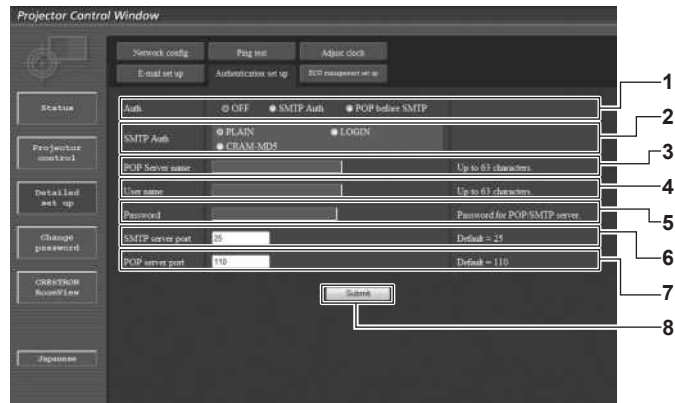 Projector Control Window
Network config Ping test Adjust clock
E-mail set up Authentication set up ECO management set up
Status
Projector control
Detailed set up
Change password
CRESTRON RoomView
Japanese
Auth OFF SMTP Auth POP before SMTP
SMTP Auth PLAIN LOGIN
CRAM-MD5
POP Server name Up to 63 characters.
User name Up to 63 characters.
Password Password for POP/SMTP server.
SMTP server port 25 Default = 25
POP server port 110 Default = 110
Submit
1
2
3
4
5
6
7
8